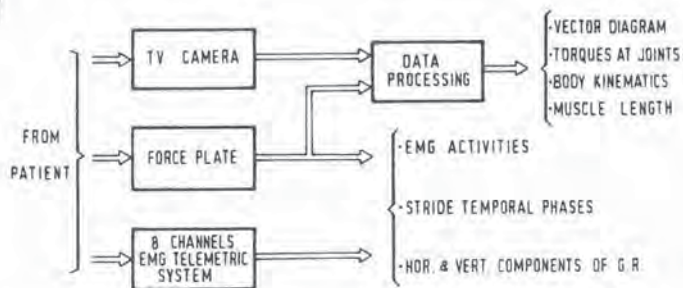 FROM
PATIENT
TV CAMERA
FORCE PLATE
8 CHANNELS
EMG TELEMETRIC
SYSTEM
DATA
PROCESSING
·VECTOR DIAGRAM
·TORQUES AT JOINTS
·BODY KINEMATICS
·MUSCLE LENGTH
·EMG ACTIVITIES
·STRIDE TEMPORAL PHASES
·HOR. & VERT. COMPONENTS OF G.R.